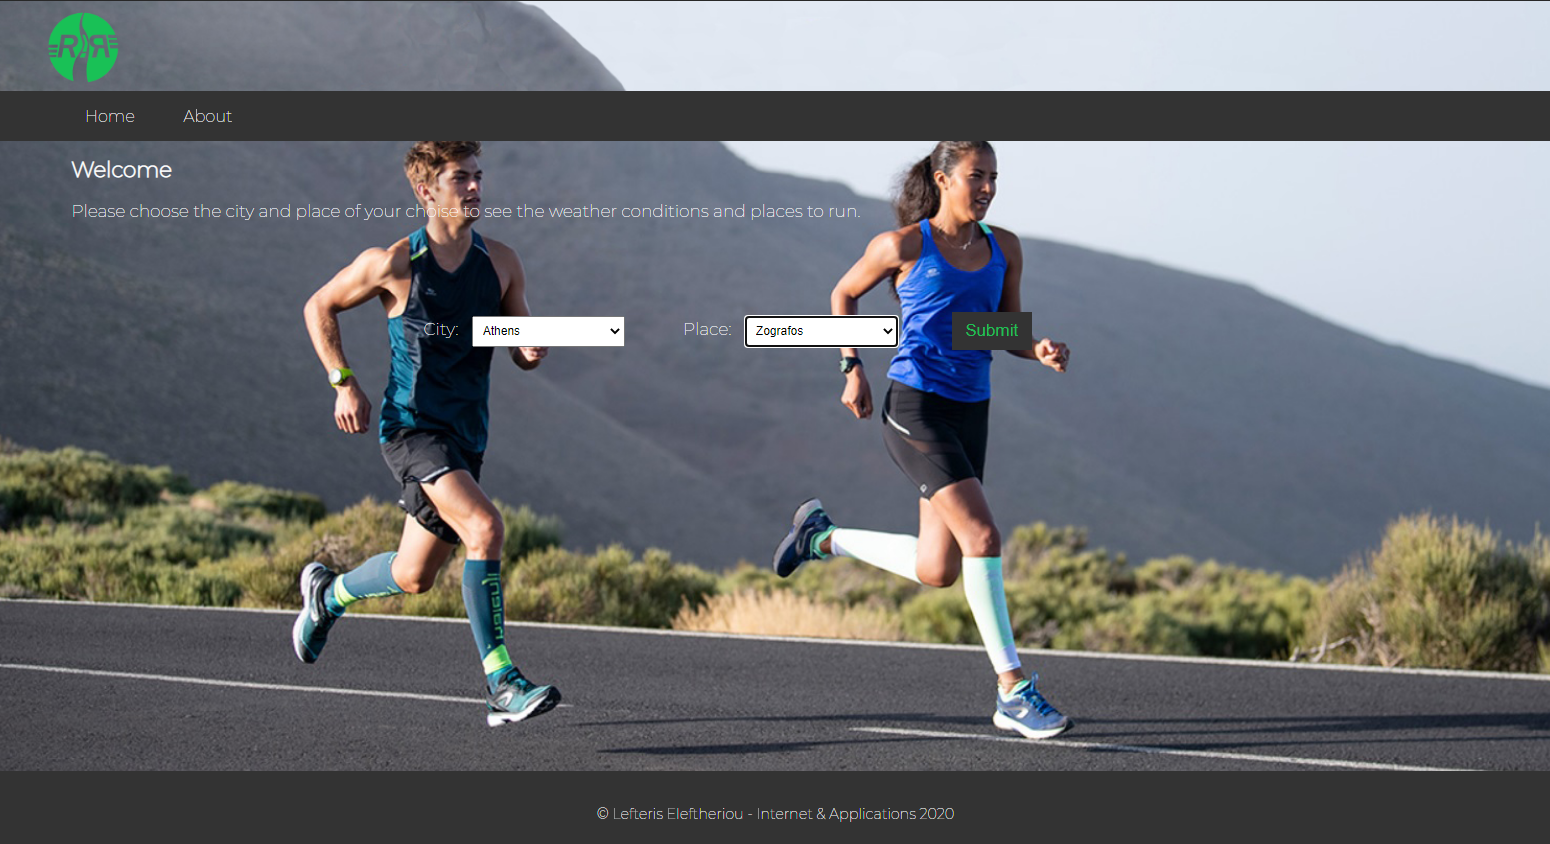 R R
Home About
Welcome
Please choose the city and place of your choise to see the weather conditions and places to run.
City: Athens Place: Zografos Submit
© Lefteris Eleftheriou - Internet & Applications 2020